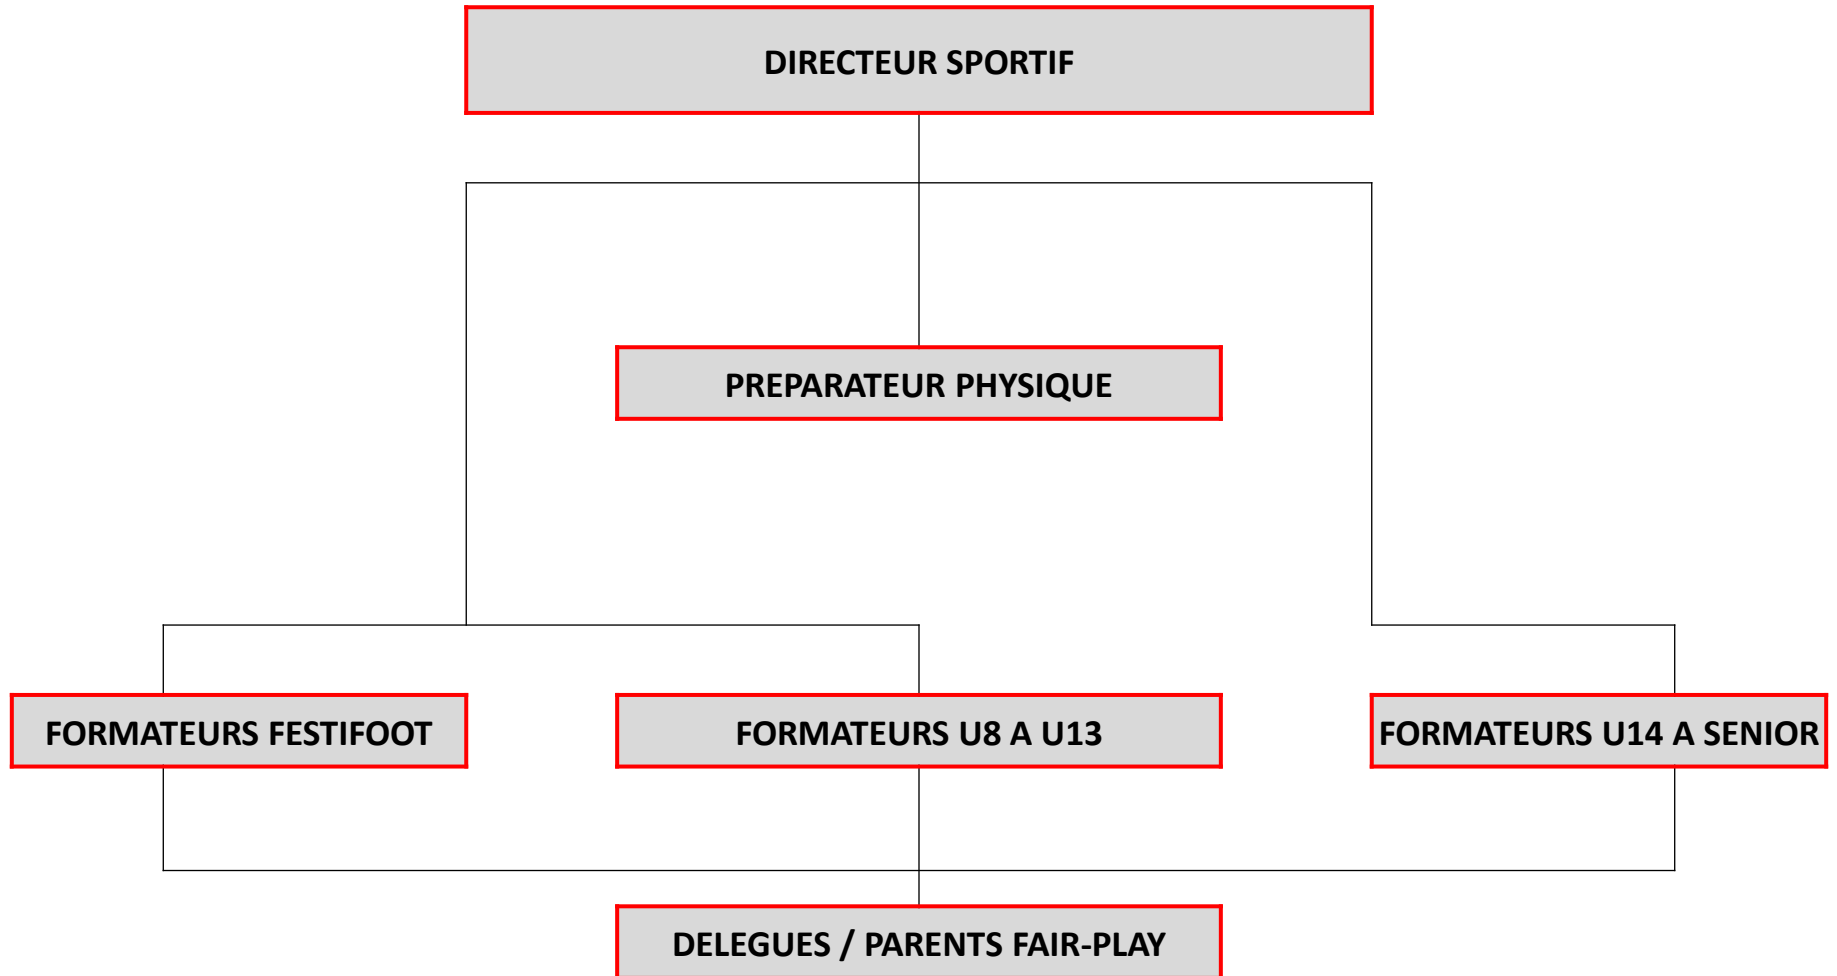 DIRECTEUR SPORTIF
PREPARATEUR PHYSIQUE
FORMATEURS FESTIFOOT
FORMATEURS U8 A U13
FORMATEURS U14 A SENIOR
DELEGUES / PARENTS FAIR-PLAY